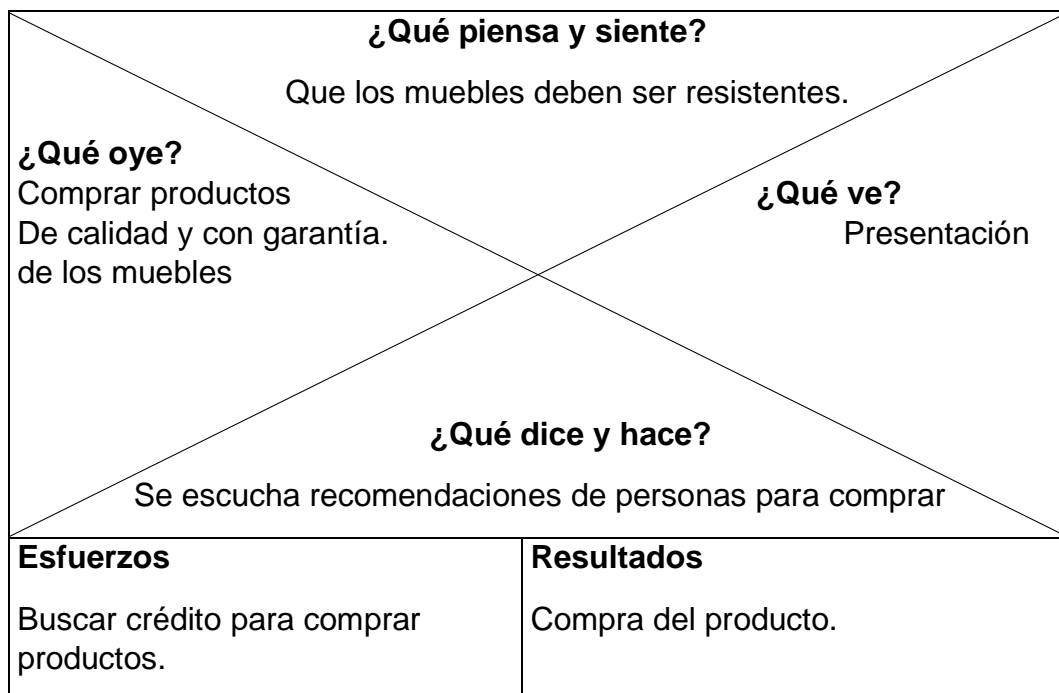 ¿Qué piensa y siente?
Que los muebles deben ser resistentes.
¿Qué oye?
Comprar productos
De calidad y con garantía.
de los muebles
¿Qué ve?
Presentación
¿Qué dice y hace?
Se escucha recomendaciones de personas para comprar
Esfuerzos
Buscar crédito para comprar
productos.
Resultados
Compra del producto.